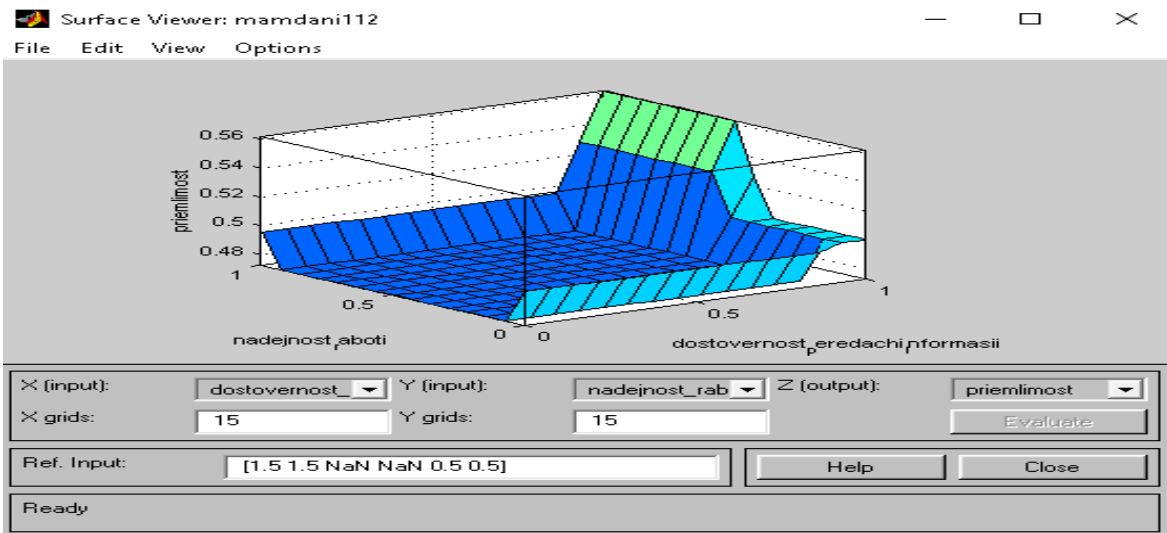 Surface Viewer: mamdani112
File Edit View Options
0.56
0.54
0.52
0.5
0.48
priemlimost
1
0.5
0
nadejnostraboti
0
0.5
1
dostovernostperedachiinformasii
X (input): dostovernost_ Y (input): nadejnost_rab Z (output): priemlimost
X grids: 15 Y grids: 15 Evaluate
Ref. Input: [1.5 1.5 NaN NaN 0.5 0.5] Help Close
Ready